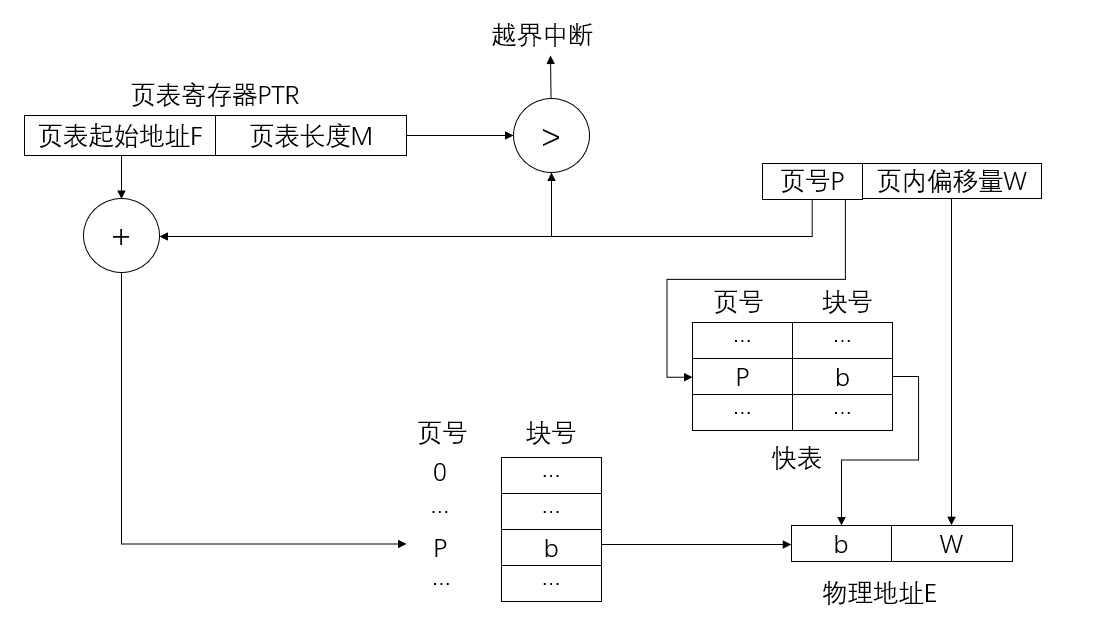 越界中断
页表寄存器PTR
页表起始地址F 页表长度M
>
页号P 页内偏移量W
+
页号 块号
… …
P b
… …
快表
页号 块号
0 …
… …
P b
… …
b W
物理地址E